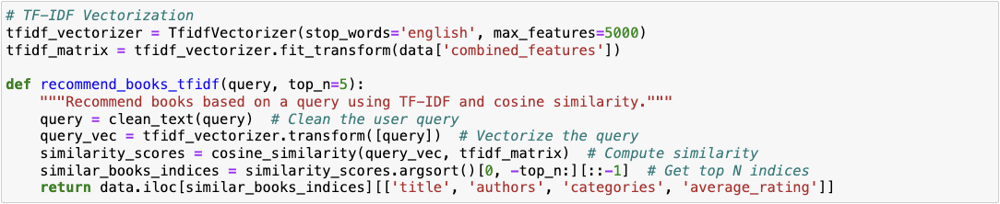 # TF-IDF Vectorization
tfidf_vectorizer = TfidfVectorizer(stop_words='english', max_features=5000)
tfidf_matrix = tfidf_vectorizer.fit_transform(data['combined_features'])

def recommend_books_tfidf(query, top_n=5):
    """Recommend books based on a query using TF-IDF and cosine similarity."""
    query = clean_text(query)  # Clean the user query
    query_vec = tfidf_vectorizer.transform([query])  # Vectorize the query
    similarity_scores = cosine_similarity(query_vec, tfidf_matrix)  # Compute similarity
    similar_books_indices = similarity_scores.argsort()[0, -top_n:][::-1]  # Get top N indices
    return data.iloc[similar_books_indices][['title', 'authors', 'categories', 'average_rating']]